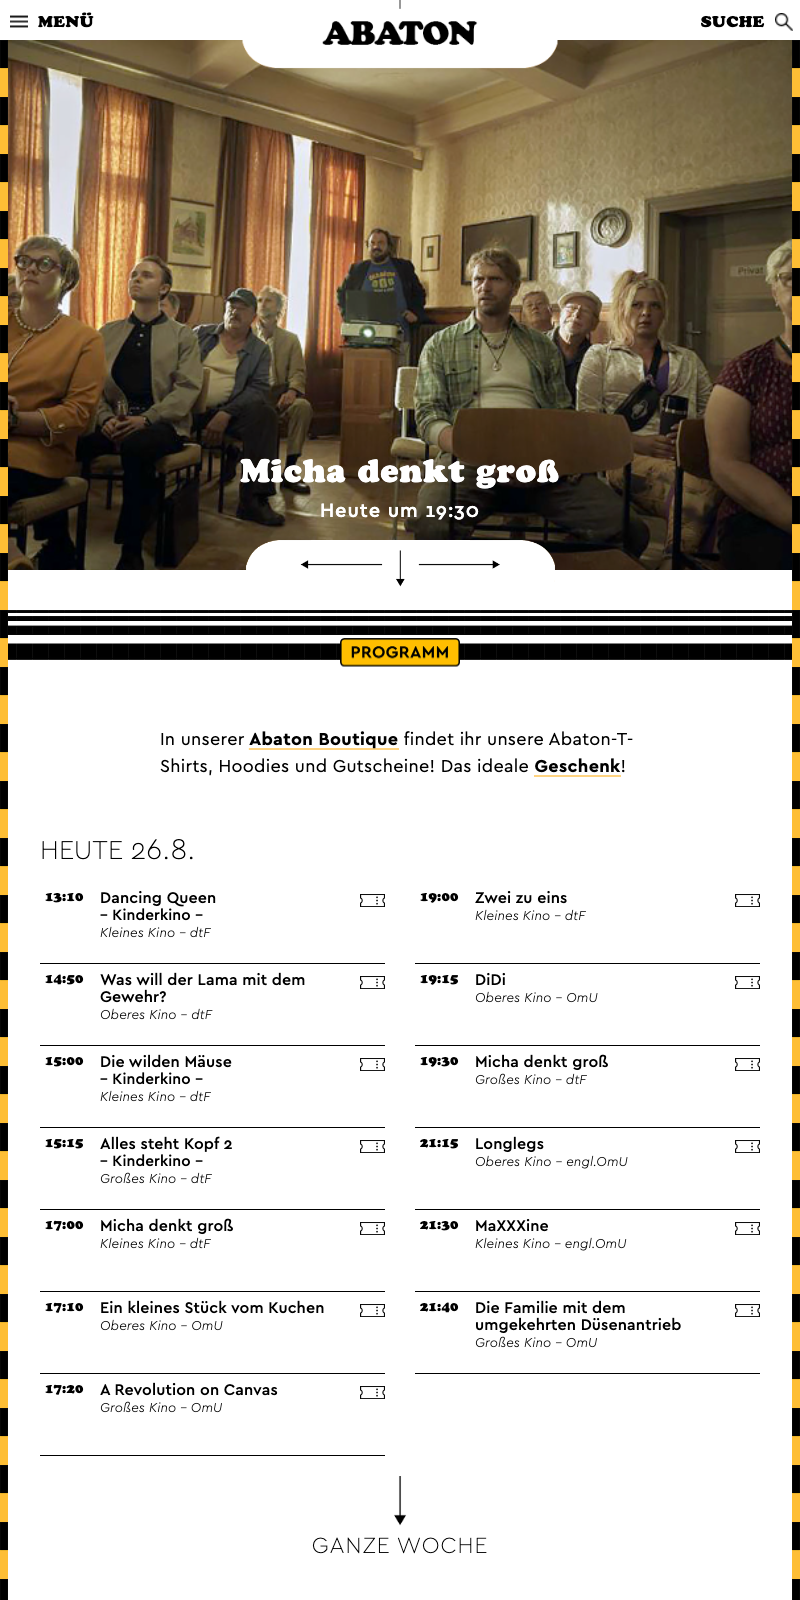 MENÜ
ABATON
SUCHE
Privat
Micha denkt groß
Heute um 19:30
PROGRAMM
In unserer Abaton Boutique findet ihr unsere Abaton-T-
Shirts, Hoodies und Gutscheine! Das ideale Geschenk!
HEUTE 26.8.
13:10 Dancing Queen
– Kinderkino –
Kleines Kino – dtF
14:50 Was will der Lama mit dem
Gewehr?
Oberes Kino – dtF
15:00 Die wilden Mäuse
– Kinderkino –
Kleines Kino – dtF
15:15 Alles steht Kopf 2
– Kinderkino –
Großes Kino – dtF
17:00 Micha denkt groß
Kleines Kino – dtF
17:10 Ein kleines Stück vom Kuchen
Oberes Kino – OmU
17:20 A Revolution on Canvas
Großes Kino – OmU
19:00 Zwei zu eins
Kleines Kino – dtF
19:15 DiDi
Oberes Kino – OmU
19:30 Micha denkt groß
Großes Kino – dtF
21:15 Longlegs
Oberes Kino – engl.OmU
21:30 MaXXXine
Kleines Kino – engl.OmU
21:40 Die Familie mit dem
umgekehrten Düsenantrieb
Großes Kino – OmU
GANZE WOCHE